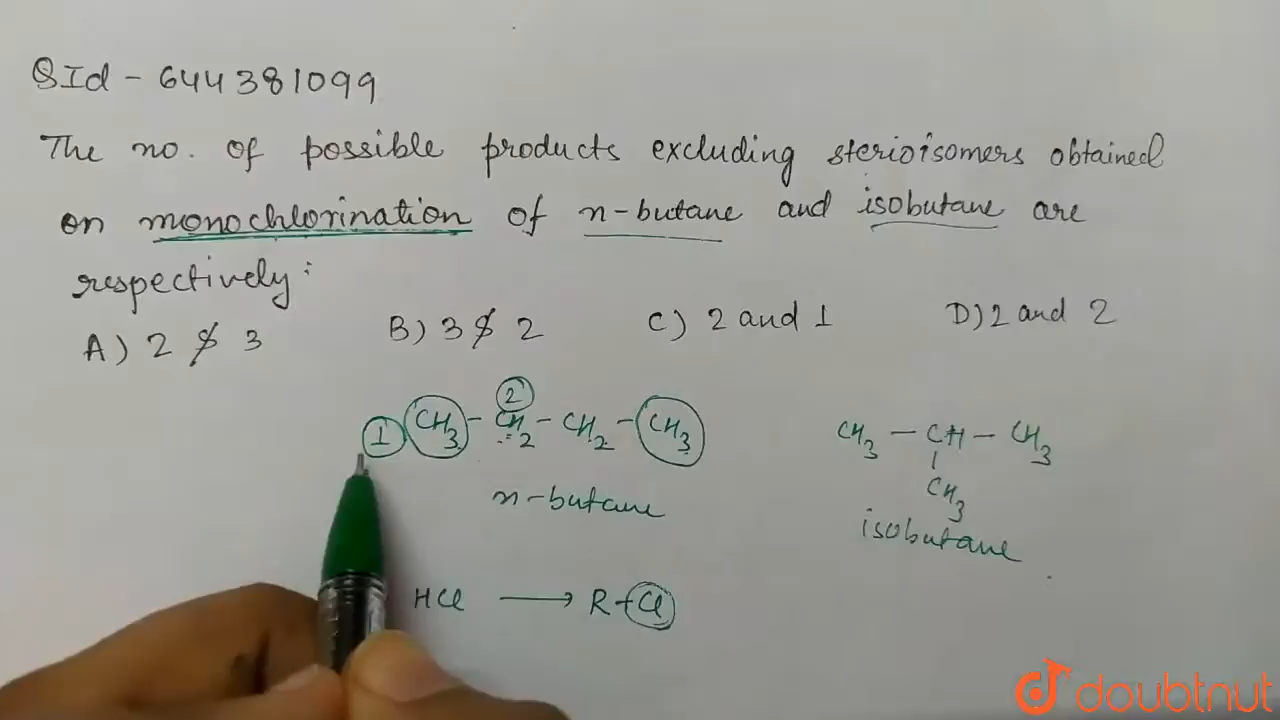 QId - 644381099
The no. of possible products excluding sterioisomers obtained
on monochlorination of n-butane and isobutane are
respectively:
A) 2 & 3 B) 3 & 2 C) 2 and 1 D) 2 and 2
1 CH3 - CH2 - CH2 - CH3
2
CH3 - CH - CH3
CH3
n-butane
isobutane
HCl → R-Cl
doubtnut